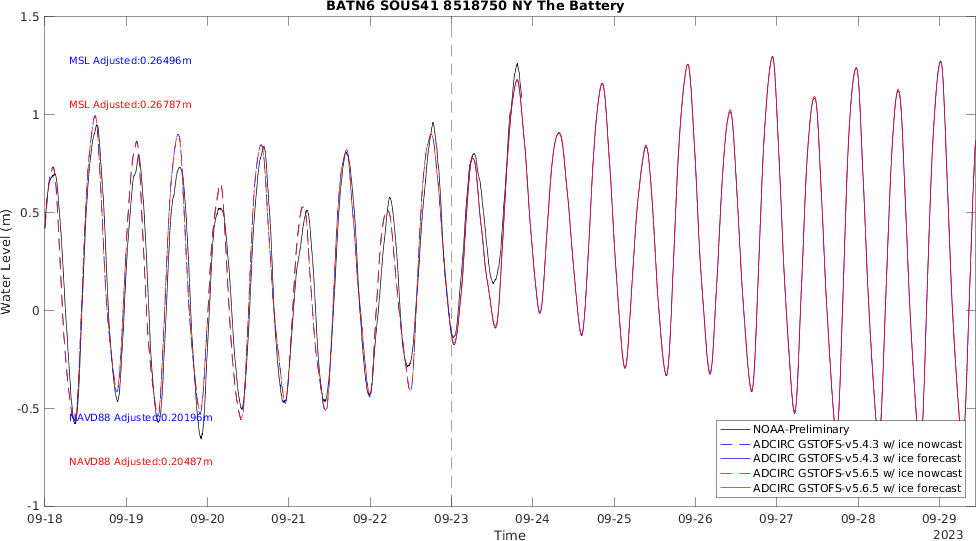 BATN6 SOUS41 8518750 NY The Battery
1.5
MSL Adjusted:0.26496m
MSL Adjusted:0.26787m
1
0.5
Water Level (m)
0
-0.5
NAVD88 Adjusted:0.20196m
NAVD88 Adjusted:0.20487m
-1
NOAA-Preliminary
ADCIRC GSTOFS-v5.4.3 w/ ice nowcast
ADCIRC GSTOFS-v5.4.3 w/ ice forecast
ADCIRC GSTOFS-v5.6.5 w/ ice nowcast
ADCIRC GSTOFS-v5.6.5 w/ ice forecast
09-18 09-19 09-20 09-21 09-22 09-23 09-24 09-25 09-26 09-27 09-28 09-29
Time
2023